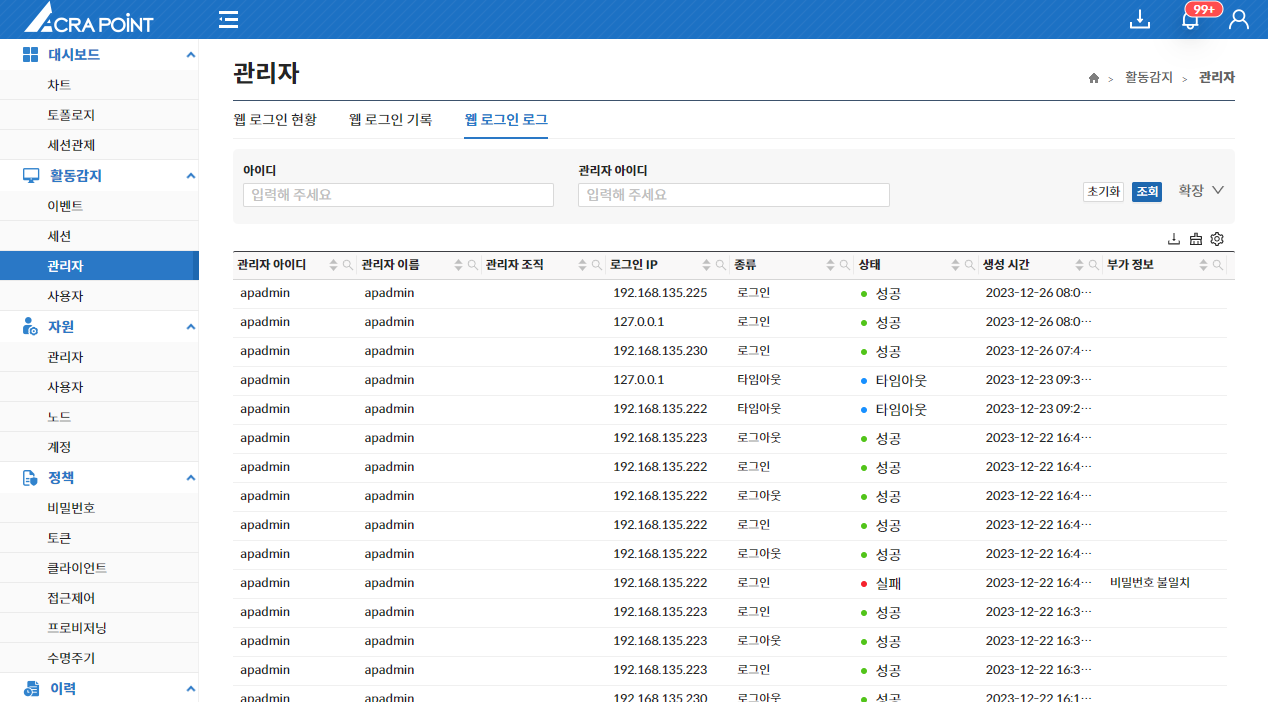 ACRA POINT
99+
대시보드
차트
토폴로지
세션관제
활동감지
이벤트
세션
관리자
사용자
자원
관리자
사용자
노드
계정
정책
비밀번호
토큰
클라이언트
접근제어
프로비저닝
수명주기
이력
관리자
> 활동감지 > 관리자
웹 로그인 현황 웹 로그인 기록 웹 로그인 로그
아이디 관리자 아이디
입력해 주세요 입력해 주세요 초기화 조회 확장
관리자 아이디 관리자 이름 관리자 조직 로그인 IP 종류 상태 생성 시간 부가 정보
apadmin apadmin 192.168.135.225 로그인 성공 2023-12-26 08:0···
apadmin apadmin 127.0.0.1 로그인 성공 2023-12-26 08:0···
apadmin apadmin 192.168.135.230 로그인 성공 2023-12-26 07:4···
apadmin apadmin 127.0.0.1 타임아웃 타임아웃 2023-12-23 09:3···
apadmin apadmin 192.168.135.222 타임아웃 타임아웃 2023-12-23 09:2···
apadmin apadmin 192.168.135.223 로그아웃 성공 2023-12-22 16:4···
apadmin apadmin 192.168.135.222 로그인 성공 2023-12-22 16:4···
apadmin apadmin 192.168.135.222 로그아웃 성공 2023-12-22 16:4···
apadmin apadmin 192.168.135.222 로그인 성공 2023-12-22 16:4···
apadmin apadmin 192.168.135.222 로그아웃 성공 2023-12-22 16:4···
apadmin apadmin 192.168.135.222 로그인 실패 2023-12-22 16:4··· 비밀번호 불일치
apadmin apadmin 192.168.135.223 로그인 성공 2023-12-22 16:3···
apadmin apadmin 192.168.135.223 로그아웃 성공 2023-12-22 16:3···
apadmin apadmin 192.168.135.223 로그인 성공 2023-12-22 16:3···
apadmin apadmin 192.168.135.230 로그아웃 성공 2023-12-22 16:1···